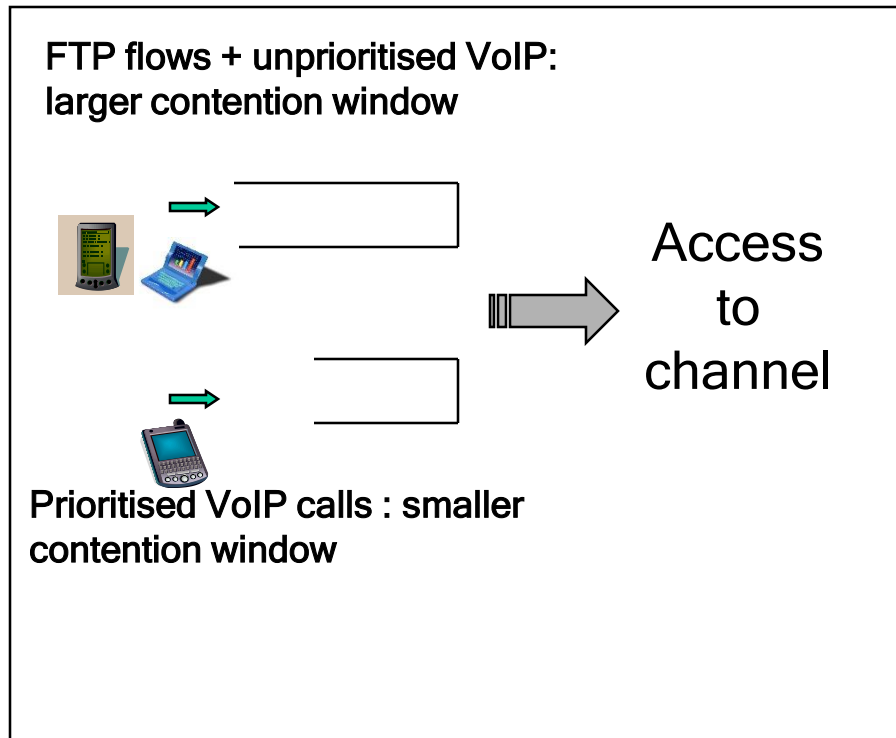 FTP flows + unprioritised VoIP:
larger contention window
Access
to
channel
Prioritised VoIP calls : smaller
contention window